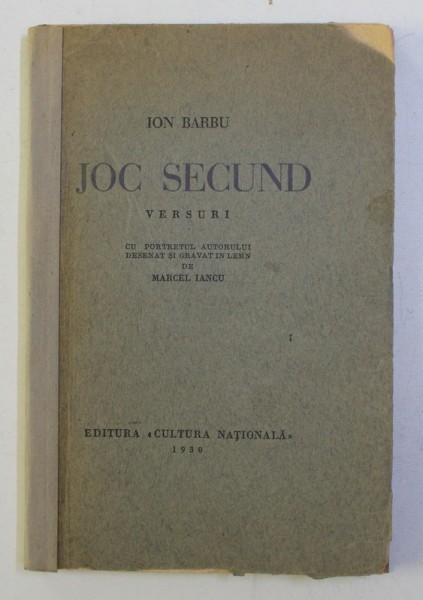 ION BARBU
JOC SECUND
VERSURI
CU PORTRETUL AUTORULUI
DESENAT ȘI GRAVAT IN LEMN
DE
MARCEL IANCU
EDITURA «CULTURA NAȚIONALĂ»
1930